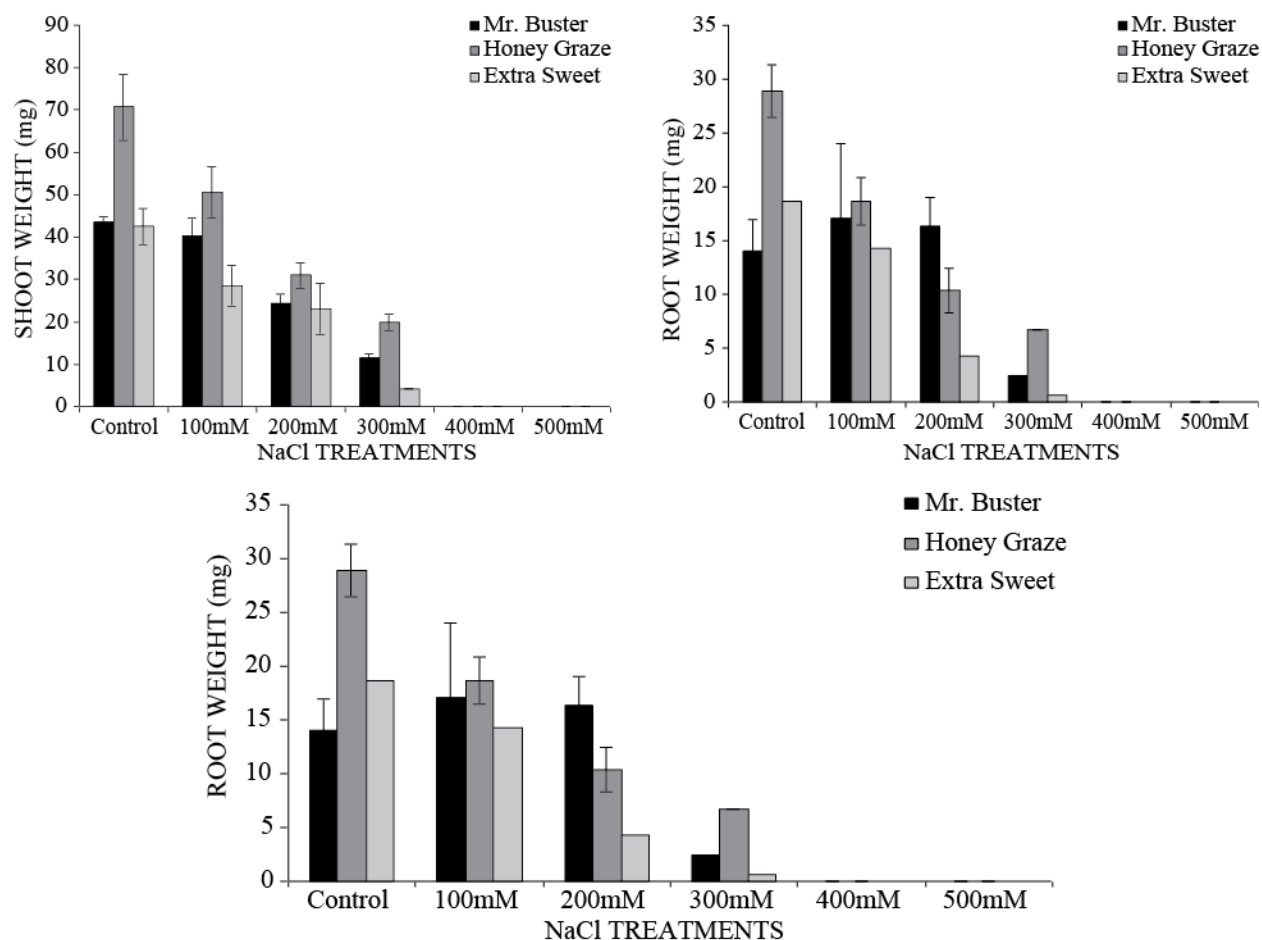 90
80
70
60
50
40
30
20
10
0
SHOOT WEIGHT (mg)
Mr. Buster
Honey Graze
Extra Sweet
Control 100mM 200mM 300mM 400mM 500mM
NaCl TREATMENTS
35
30
25
20
15
10
5
0
ROOT WEIGHT (mg)
Mr. Buster
Honey Graze
Extra Sweet
Control 100mM 200mM 300mM 400mM 500mM
NaCl TREATMENTS
35
30
25
20
15
10
5
0
ROOT WEIGHT (mg)
Mr. Buster
Honey Graze
Extra Sweet
Control 100mM 200mM 300mM 400mM 500mM
NaCl TREATMENTS